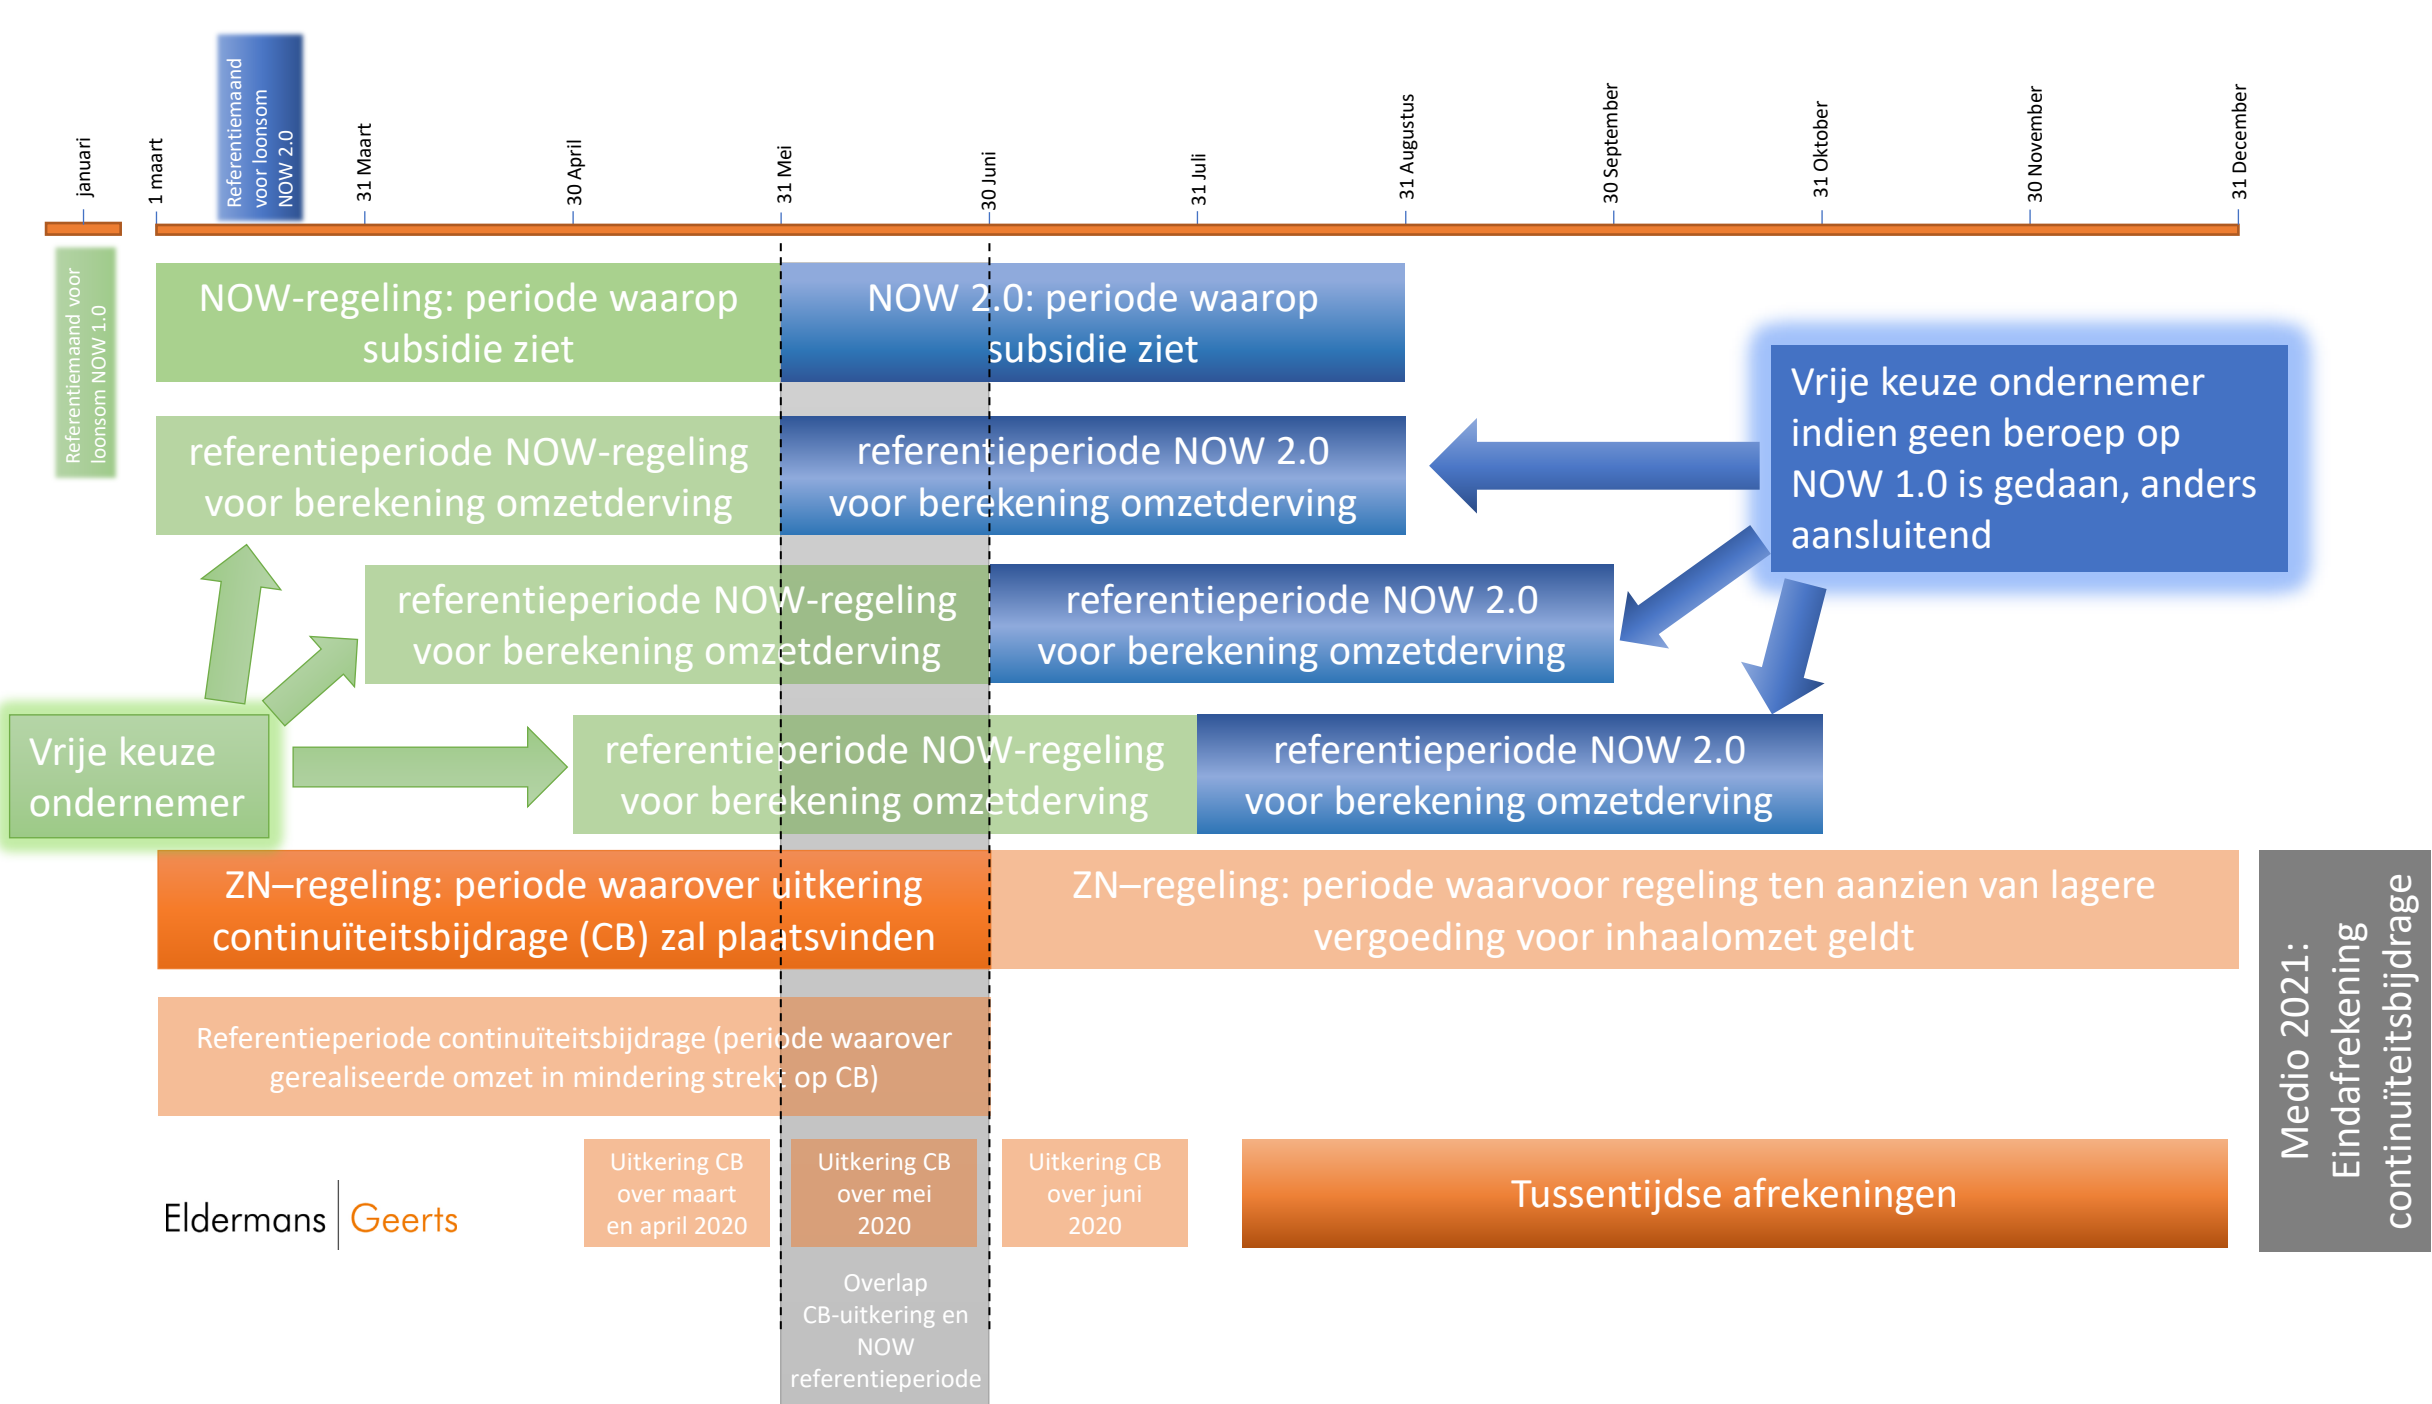 januari
1 maart
Referentiemaand
voor loonsom
NOW 2.0
31 Maart
30 April
31 Mei
30 Juni
31 Juli
31 Augustus
30 September
31 Oktober
30 November
31 December
Referentiemaand voor
loonsom NOW 1.0
NOW-regeling: periode waarop
subsidie ziet
NOW 2.0: periode waarop
subsidie ziet
referentieperiode NOW-regeling
voor berekening omzetderving
referentieperiode NOW 2.0
voor berekening omzetderving
Vrije keuze ondernemer
indien geen beroep op
NOW 1.0 is gedaan, anders
aansluitend
referentieperiode NOW-regeling
voor berekening omzetderving
referentieperiode NOW 2.0
voor berekening omzetderving
Vrije keuze
ondernemer
referentieperiode NOW-regeling
voor berekening omzetderving
referentieperiode NOW 2.0
voor berekening omzetderving
ZN–regeling: periode waarover uitkering
continuïteitsbijdrage (CB) zal plaatsvinden
ZN–regeling: periode waarvoor regeling ten aanzien van lagere
vergoeding voor inhaalomzet geldt
Medio 2021:
Eindafrekening
continuïteitsbijdrage
Referentieperiode continuïteitsbijdrage (periode waarover
gerealiseerde omzet in mindering strekt op CB)
Eldermans Geerts
Uitkering CB
over maart
en april 2020
Uitkering CB
over mei
2020
Uitkering CB
over juni
2020
Tussentijdse afrekeningen
Overlap
CB-uitkering en
NOW
referentieperiode